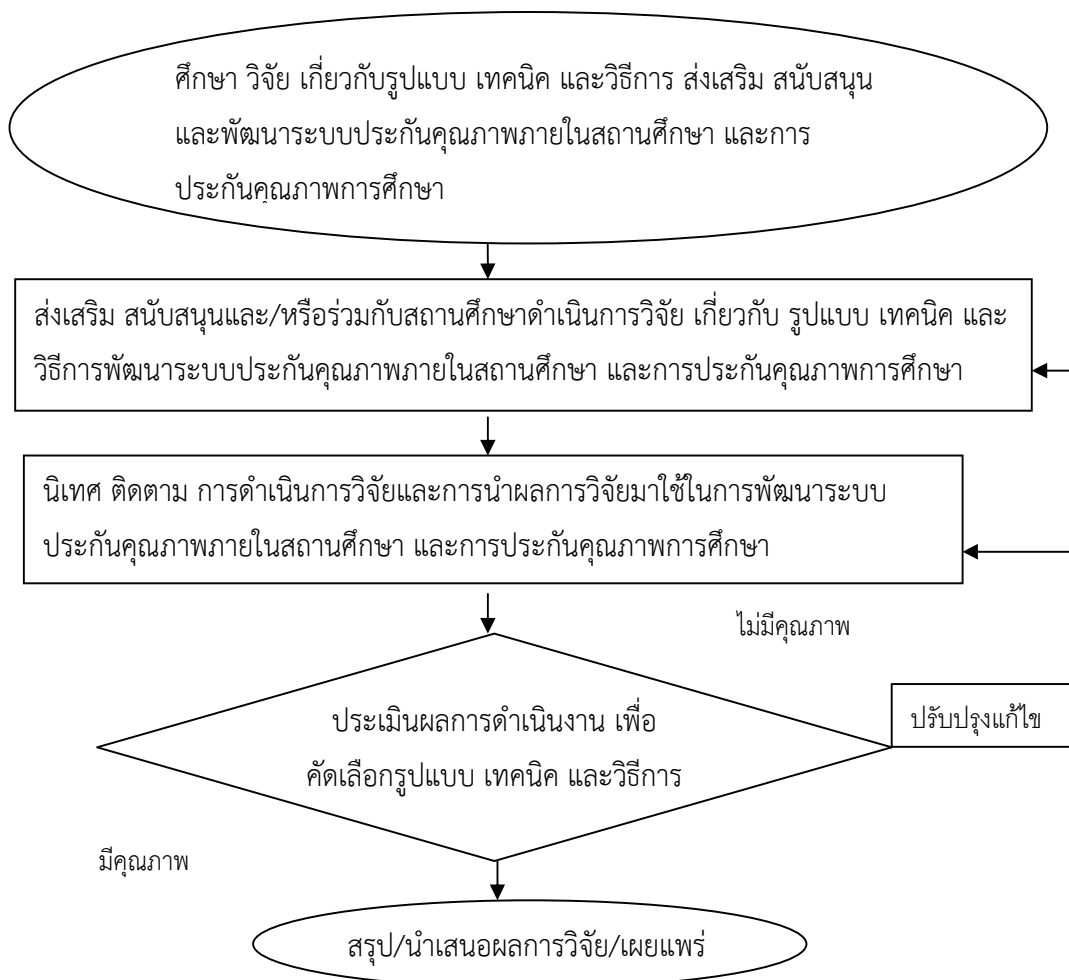 ศึกษา วิจัย เกี่ยวกับรูปแบบ เทคนิค และวิธีการ ส่งเสริม สนับสนุน
และพัฒนาระบบประกันคุณภาพภายในสถานศึกษา และการ
ประกันคุณภาพการศึกษา
ส่งเสริม สนับสนุนและ/หรือร่วมกับสถานศึกษาดำเนินการวิจัย เกี่ยวกับ รูปแบบ เทคนิค และ
วิธีการพัฒนาระบบประกันคุณภาพภายในสถานศึกษา และการประกันคุณภาพการศึกษา
นิเทศ ติดตาม การดำเนินการวิจัยและการนำผลการวิจัยมาใช้ในการพัฒนาระบบ
ประกันคุณภาพภายในสถานศึกษา และการประกันคุณภาพการศึกษา
ไม่มีคุณภาพ
ประเมินผลการดำเนินงาน เพื่อ
คัดเลือกรูปแบบ เทคนิค และวิธีการ
ปรับปรุงแก้ไข
มีคุณภาพ
สรุป/นำเสนอผลการวิจัย/เผยแพร่